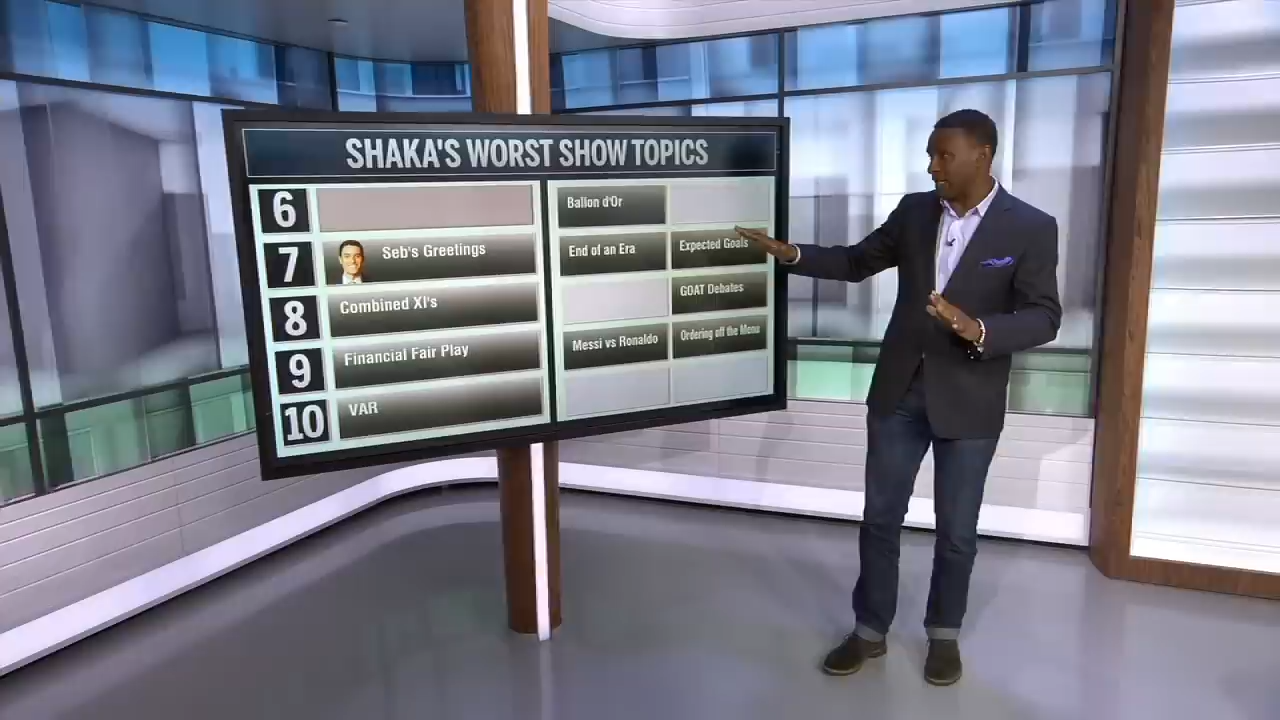 SHAKA'S WORST SHOW TOPICS
6
7 Seb's Greetings
8 Combined XI's
9 Financial Fair Play
10 VAR
Ballon d'Or
End of an Era Expected Goals
GOAT Debates
Messi vs Ronaldo Ordering off the Menu